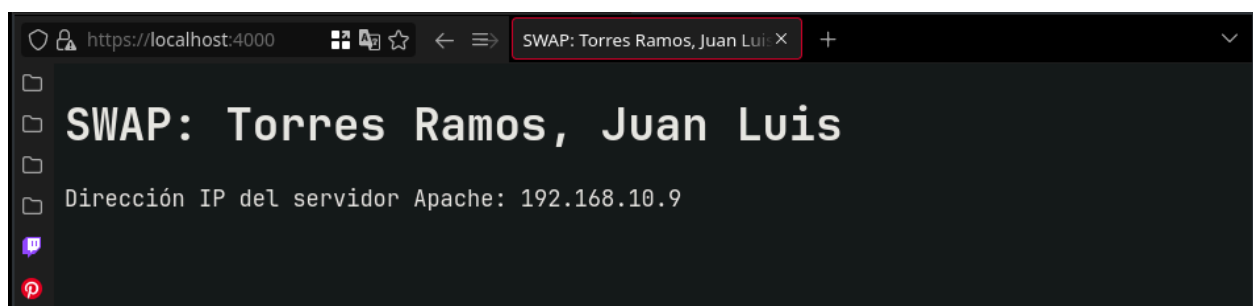 https://localhost:4000
SWAP: Torres Ramos, Juan Luis
SWAP: Torres Ramos, Juan Luis
Dirección IP del servidor Apache: 192.168.10.9